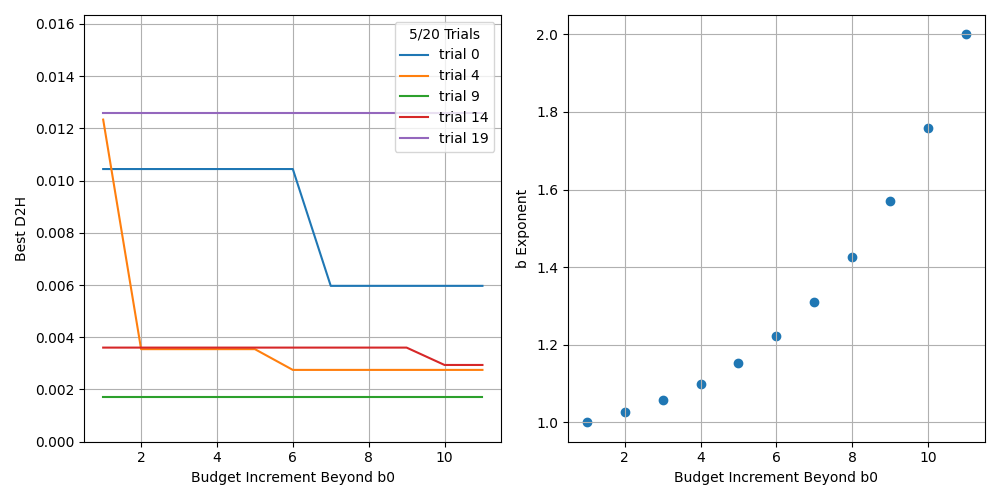 0.016
0.014
0.012
0.010
0.008
0.006
0.004
0.002
0.000
Best D2H
2 4 6 8 10
Budget Increment Beyond b0
5/20 Trials
trial 0
trial 4
trial 9
trial 14
trial 19
2.0
1.8
1.6
1.4
1.2
1.0
b Exponent
2 4 6 8 10
Budget Increment Beyond b0